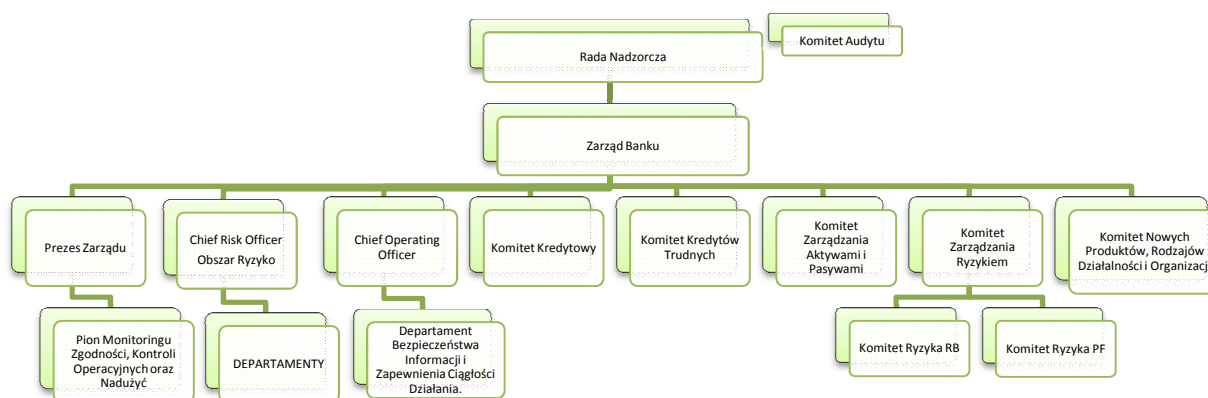 Rada Nadzorcza
Komitet Audytu
Zarząd Banku
Prezes Zarządu
Chief Risk Officer
Obszar Ryzyko
Chief Operating
Officer
Komitet Kredytowy
Komitet Kredytów
Trudnych
Komitet
Zarządzania
Aktywami i
Pasywami
Komitet
Zarządzania
Ryzykiem
Komitet Nowych
Produktów, Rodzajów
Działalności i Organizacj
Pion Monitoringu
Zgodności, Kontroli
Operacyjnych oraz
Nadużyć
DEPARTAMENTY
Departament
Bezpieczeństwa
Informacji i
Zapewnienia Ciągłości
Działania.
Komitet Ryzyka RB
Komitet Ryzyka PF